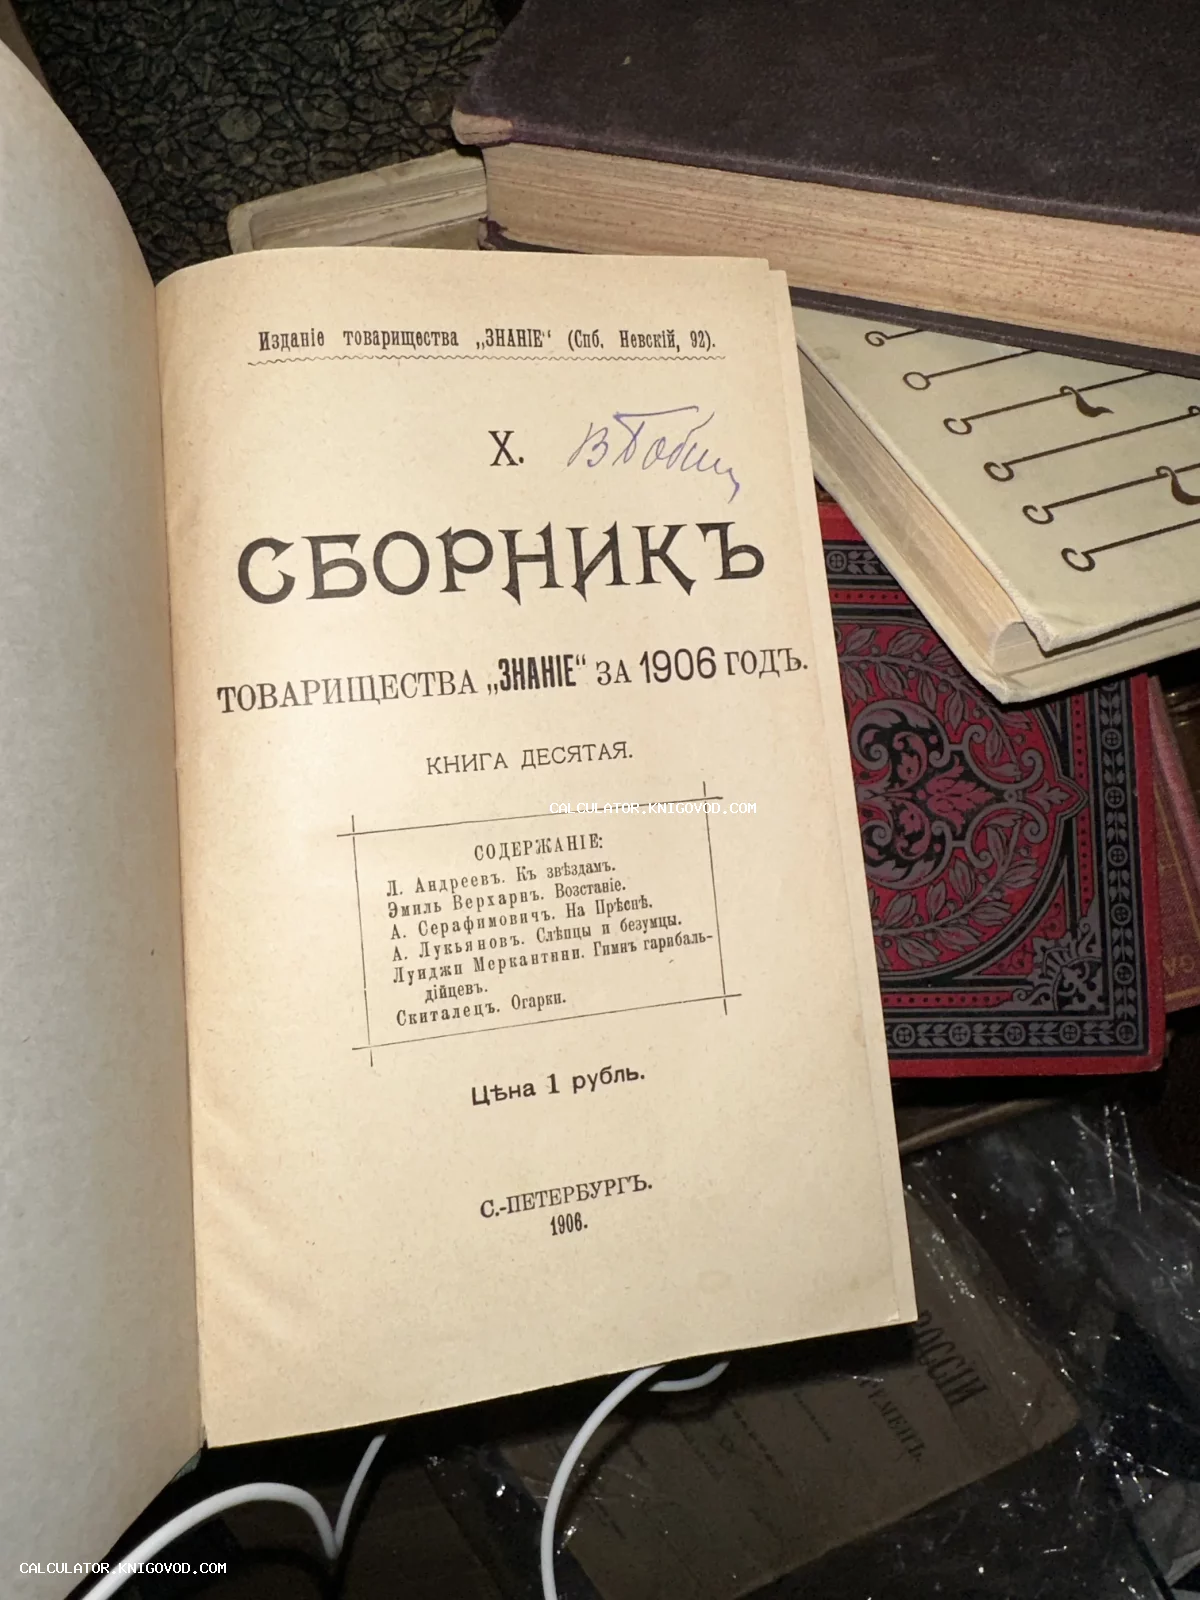 Изданіе товарищества „ЗНАНІЕ“ (Спб, Невскій, 92).
X.
СБОРНИКЪ
ТОВАРИЩЕСТВА „ЗНАНІЕ“ ЗА 1906 ГОДЪ.
КНИГА ДЕСЯТАЯ.
CALCULATOR.KNIGOVOD.COM
СОДЕРЖАНІЕ:
Л. Андреевъ. Къ звѣздамъ.
Эмиль Верхарнъ. Возстаніе.
А. Серафимовичъ. На Прѣснѣ.
А. Лукьяновъ. Слѣпцы и безумцы.
Луиджи Меркантини. Гимнъ гарибаль-
дійцевъ.
Скиталецъ. Огарки.
Цѣна 1 рубль.
С.-ПЕТЕРБУРГЪ.
1906.
РОССІИ
CALCULATOR.KNIGOVOD.COM